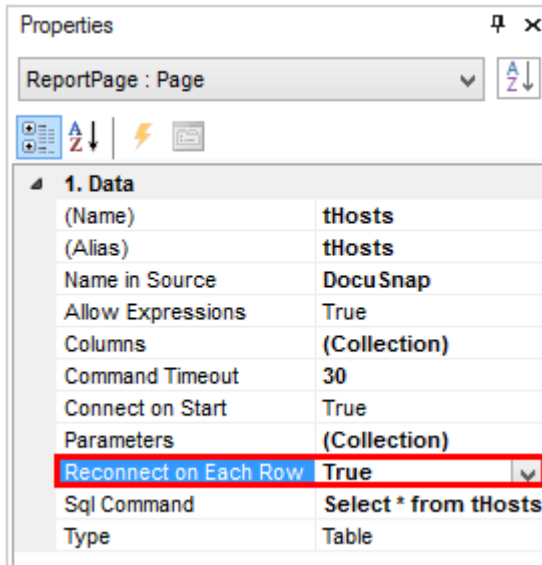 Properties
ReportPage : Page
1. Data
(Name) tHosts
(Alias) tHosts
Name in Source DocuSnap
Allow Expressions True
Columns (Collection)
Command Timeout 30
Connect on Start True
Parameters (Collection)
Reconnect on Each Row True
Sql Command Select * from tHosts
Type Table